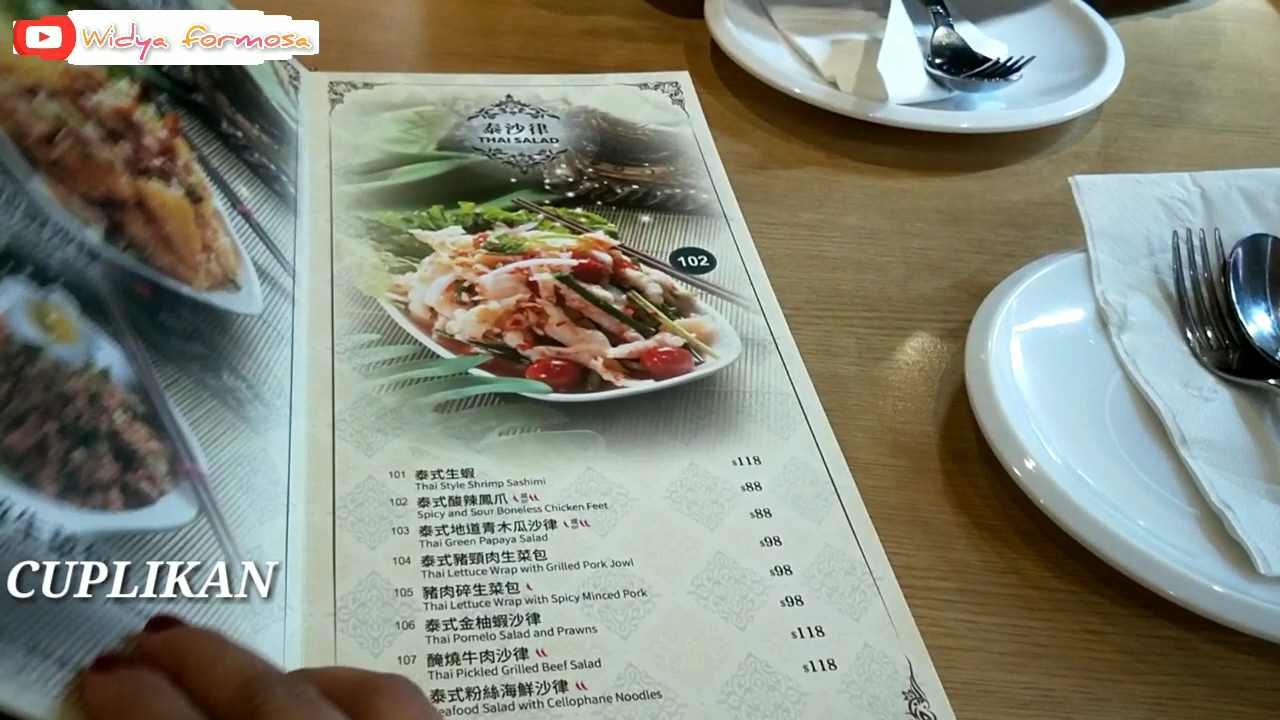 Widya formosa
泰沙律
THAI SALAD
102
101 泰式生蝦 $118
Thai Style Shrimp Sashimi
102 泰式酸辣鳳爪 $88
Spicy and Sour Boneless Chicken Feet
103 泰式地道青木瓜沙律 $88
Thai Green Papaya Salad
104 泰式豬頸肉生菜包 $98
Thai Lettuce Wrap with Grilled Pork Jowl
105 豬肉碎生菜包 $98
Thai Lettuce Wrap with Spicy Minced Pork
106 泰式金柚蝦沙律 $98
Thai Pomelo Salad and Prawns
107 醃燒牛肉沙律 $118
Thai Pickled Grilled Beef Salad
泰式粉絲海鮮沙律 $118
Seafood Salad with Cellophane Noodles
CUPLIKAN